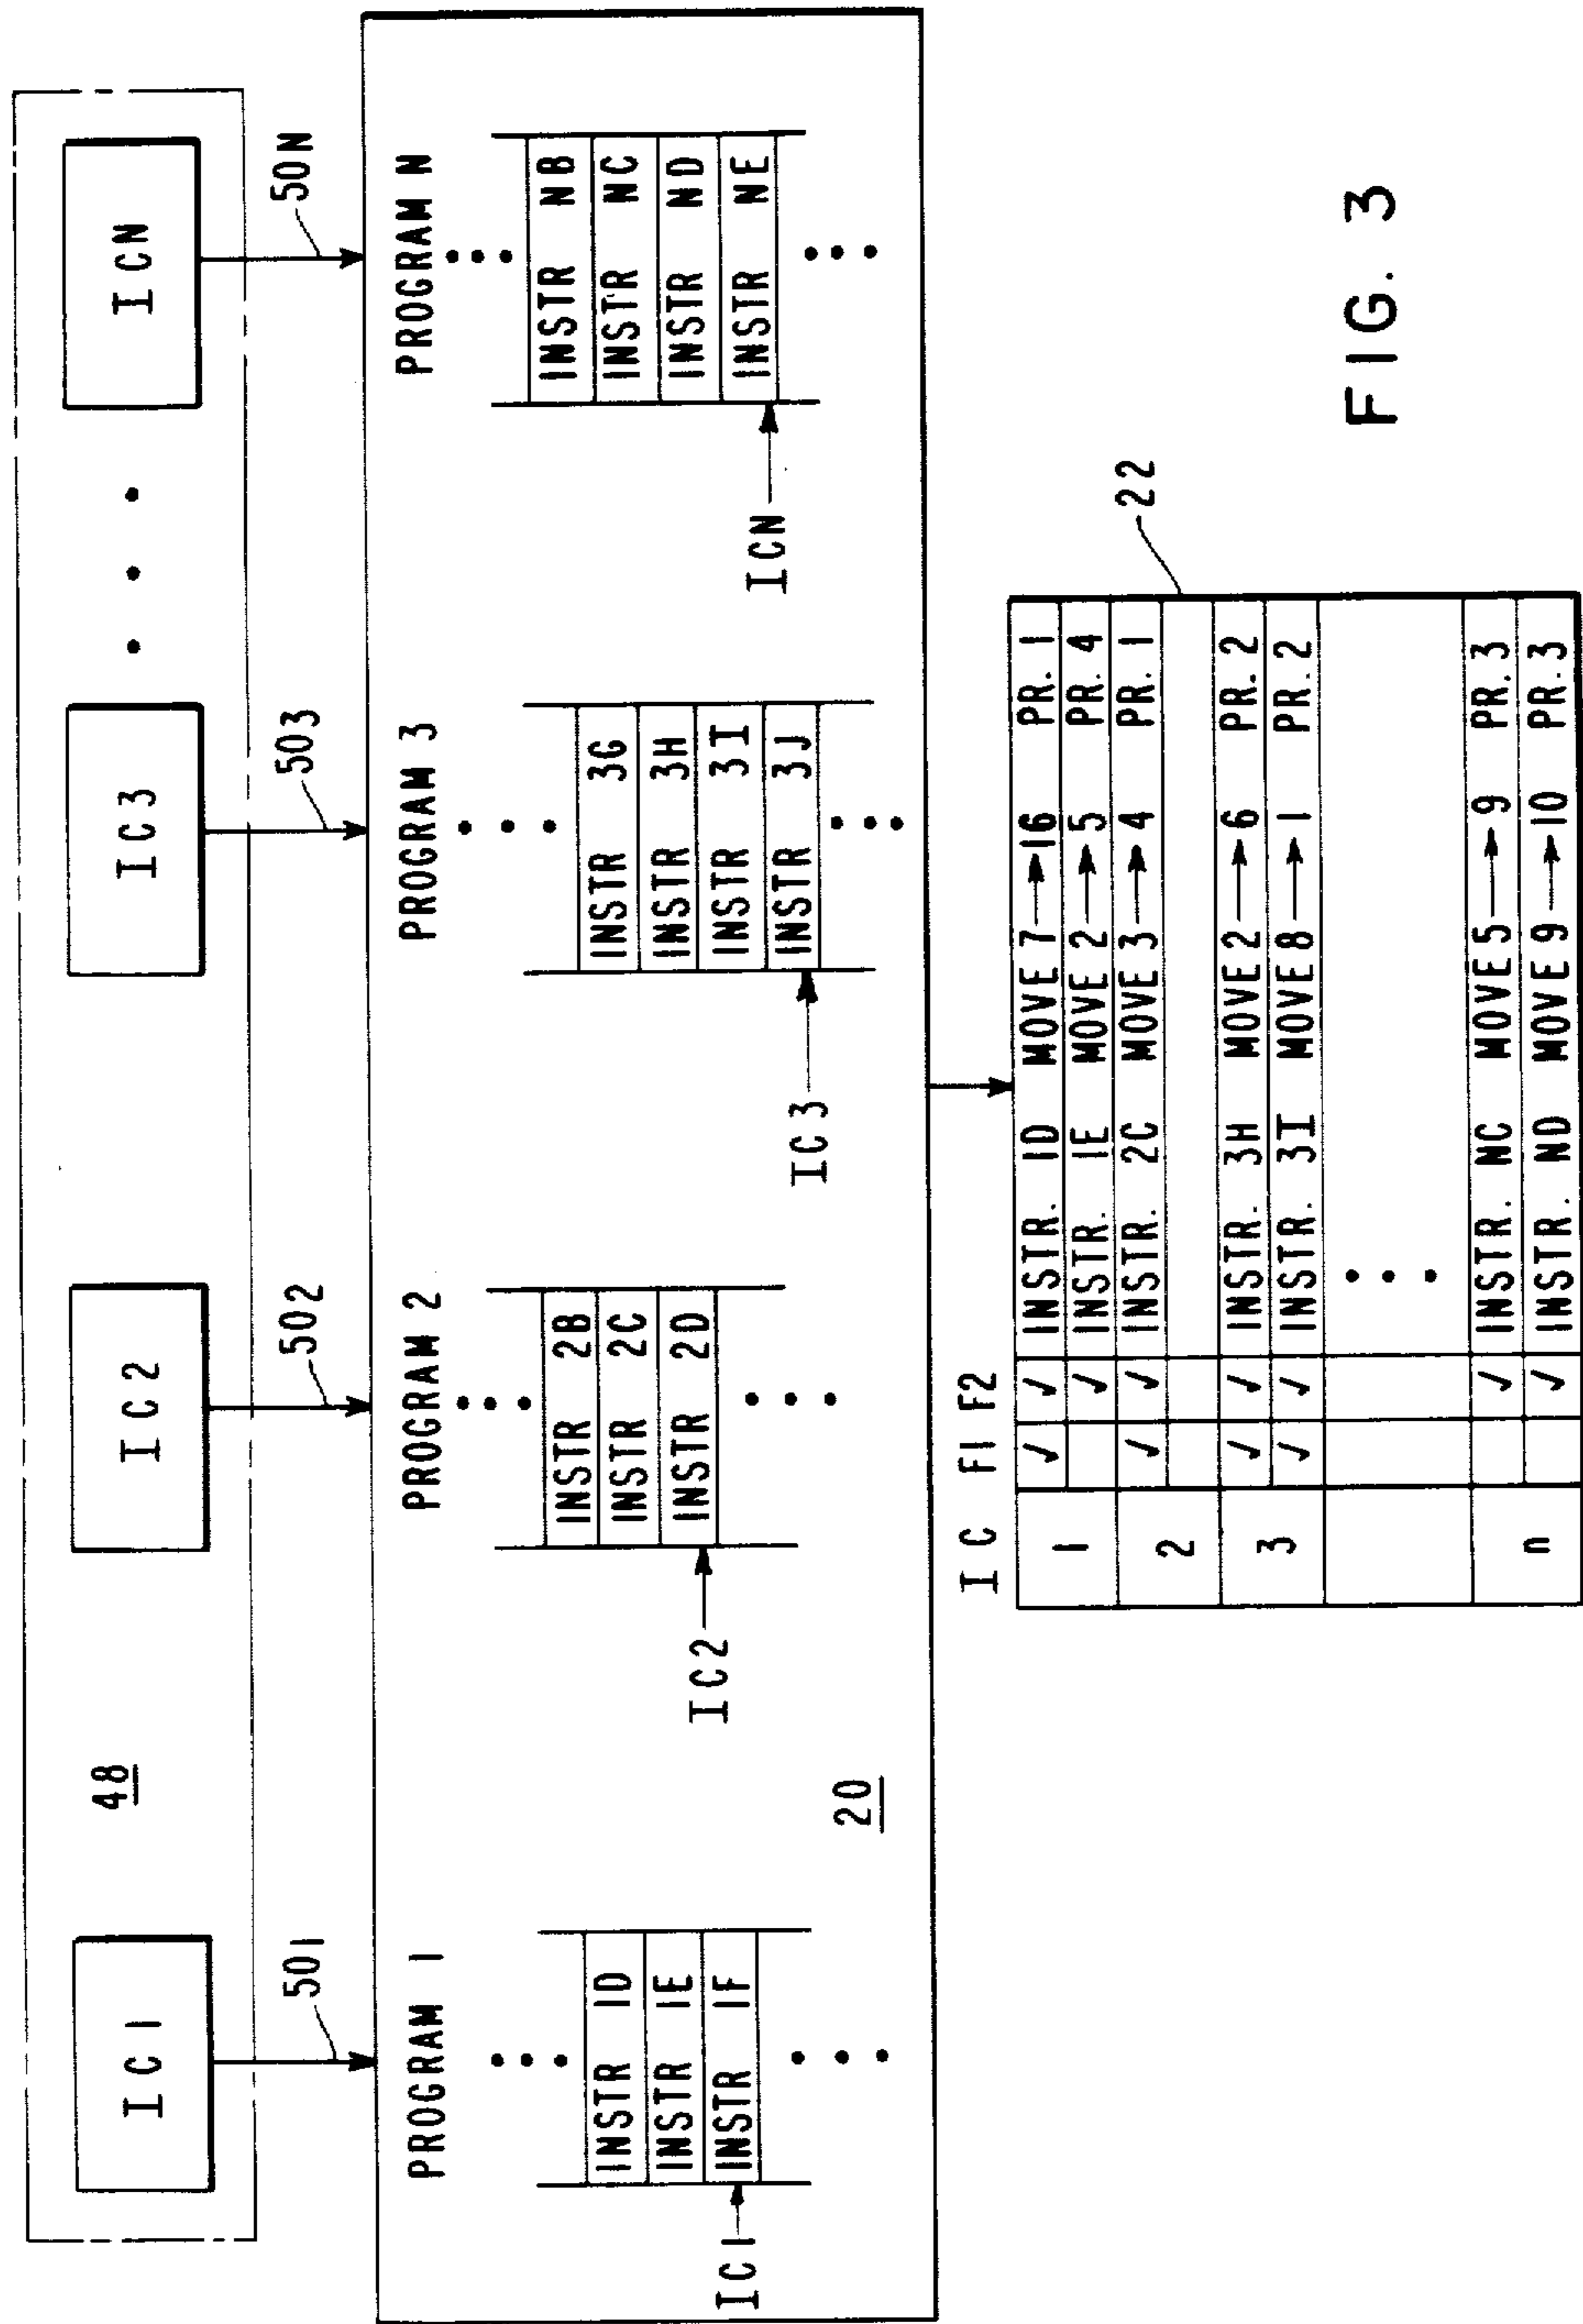 48
IC1
IC2
IC3
• • •
ICN
501
502
503
50N
PROGRAM 1
INSTR 1D
INSTR 1E
INSTR 1F
IC1
PROGRAM 2
INSTR 2B
INSTR 2C
INSTR 2D
IC2
PROGRAM 3
INSTR 3G
INSTR 3H
INSTR 3I
INSTR 3J
IC3
PROGRAM N
INSTR NB
INSTR NC
INSTR ND
INSTR NE
ICN
20
IC F1 F2
1 ✓ ✓ INSTR. 1D MOVE 7→16 PR. 1
✓ INSTR. 1E MOVE 2→5 PR. 4
2 ✓ ✓ INSTR. 2C MOVE 3→4 PR. 1
3 ✓ ✓ INSTR. 3H MOVE 2→6 PR. 2
✓ ✓ INSTR. 3I MOVE 8→1 PR. 2
• • •
n ✓ INSTR. NC MOVE 5→9 PR. 3
✓ INSTR. ND MOVE 9→10 PR. 3
22
FIG. 3